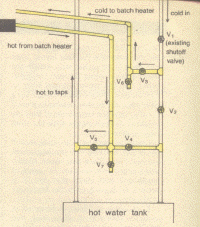 cold to batch heater
cold in
hot from batch heater
V1
(existing
shutoff
valve)
V6
V5
hot to taps
V2
V3
V4
V7
hot water tank